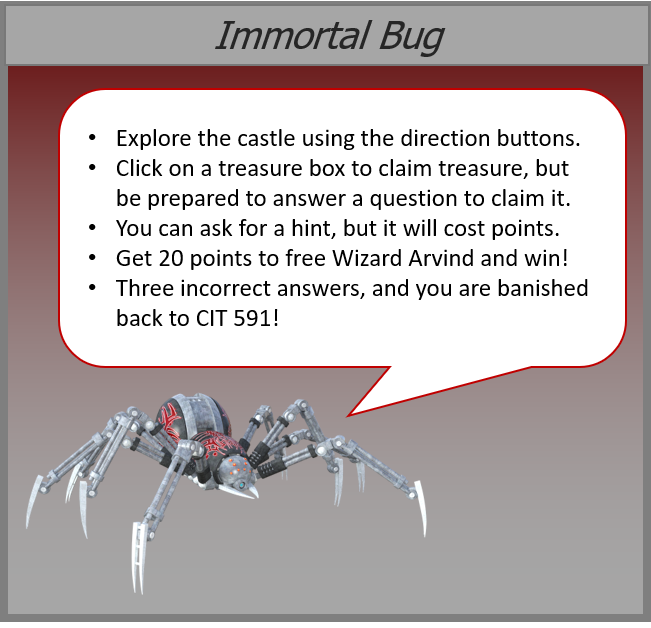 Immortal Bug
• Explore the castle using the direction buttons.
• Click on a treasure box to claim treasure, but
be prepared to answer a question to claim it.
• You can ask for a hint, but it will cost points.
• Get 20 points to free Wizard Arvind and win!
• Three incorrect answers, and you are banished
back to CIT 591!